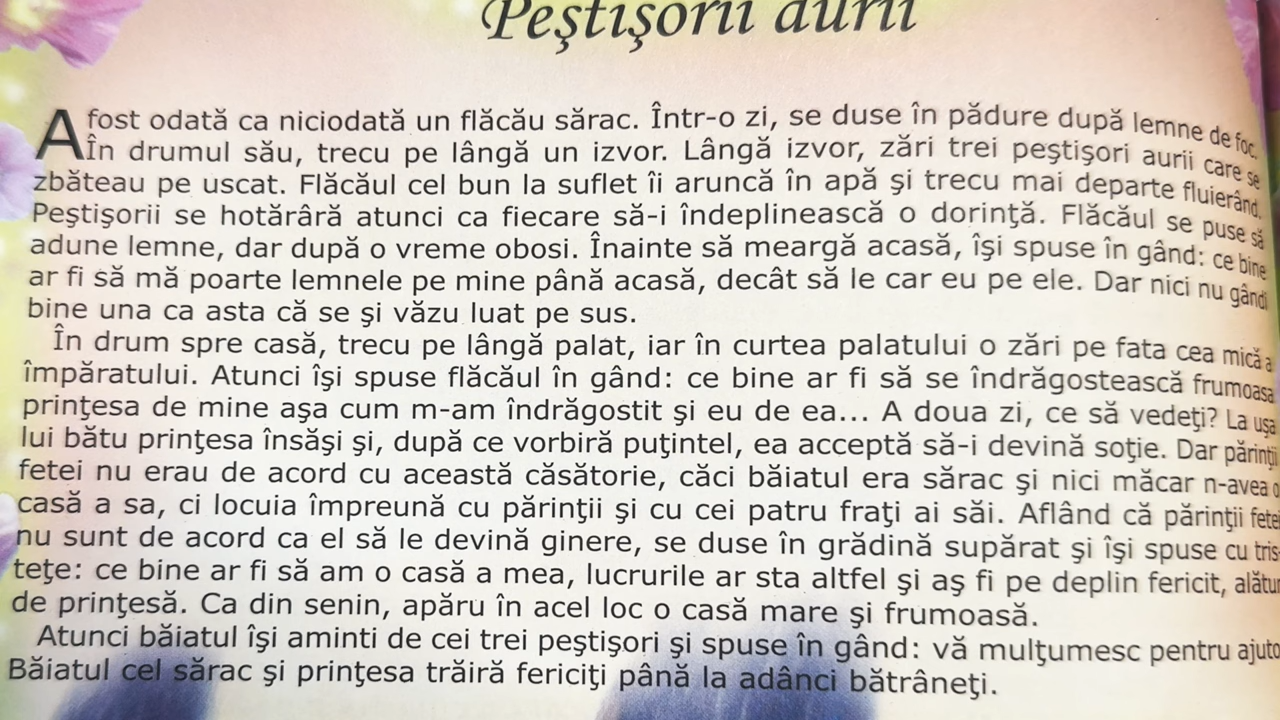 Peştişorii aurii
A fost odată ca niciodată un flăcău sărac. Într-o zi, se duse în pădure după lemne de foc.
În drumul său, trecu pe lângă un izvor. Lângă izvor, zări trei peştişori aurii care se
zbăteau pe uscat. Flăcăul cel bun la suflet îi aruncă în apă şi trecu mai departe fluierând.
Peştişorii se hotărâră atunci ca fiecare să-i îndeplinească o dorinţă. Flăcăul se puse să
adune lemne, dar după o vreme obosi. Înainte să meargă acasă, îşi spuse în gând: ce bine
ar fi să mă poarte lemnele pe mine până acasă, decât să le car eu pe ele. Dar nici nu gândi
bine una ca asta că se şi văzu luat pe sus.
În drum spre casă, trecu pe lângă palat, iar în curtea palatului o zări pe fata cea mică a
împăratului. Atunci îşi spuse flăcăul în gând: ce bine ar fi să se îndrăgostească frumoasa
prinţesa de mine aşa cum m-am îndrăgostit şi eu de ea... A doua zi, ce să vedeţi? La uşa
lui bătu prinţesa însăşi şi, după ce vorbiră puţintel, ea acceptă să-i devină soţie. Dar părinţii
fetei nu erau de acord cu această căsătorie, căci băiatul era sărac şi nici măcar n-avea o
casă a sa, ci locuia împreună cu părinţii şi cu cei patru fraţi ai săi. Aflând că părinţii fetei
nu sunt de acord ca el să le devină ginere, se duse în grădină supărat şi îşi spuse cu tris-
teţe: ce bine ar fi să am o casă a mea, lucrurile ar sta altfel şi aş fi pe deplin fericit, alătur
de prinţesă. Ca din senin, apăru în acel loc o casă mare şi frumoasă.
Atunci băiatul îşi aminti de cei trei peştişori şi spuse în gând: vă mulţumesc pentru ajuto
Băiatul cel sărac şi prinţesa trăiră fericiţi până la adânci bătrâneţi.